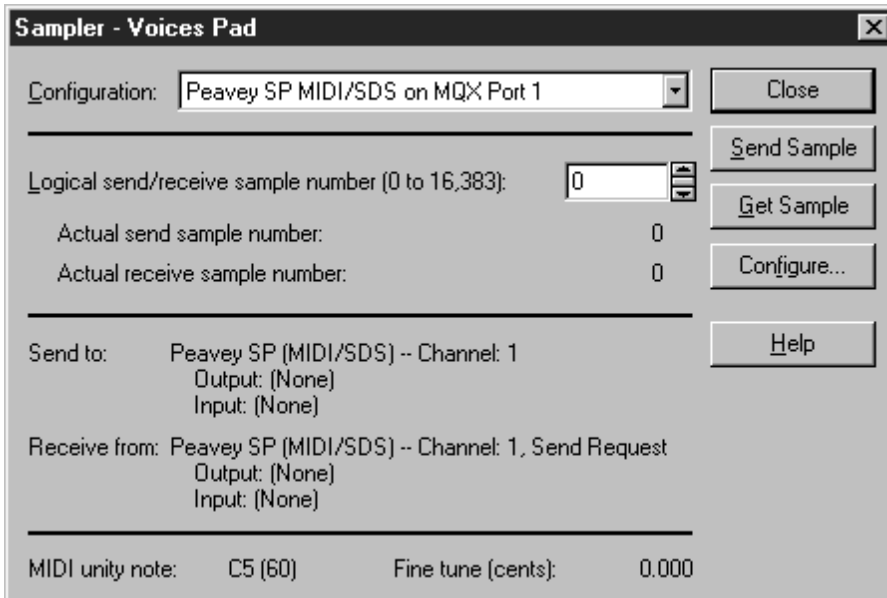 Sampler - Voices Pad
Configuration: Peavey SP MIDI/SDS on MQX Port 1
Close
Send Sample
Logical send/receive sample number (0 to 16,383): 0
Get Sample
Actual send sample number: 0
Actual receive sample number: 0
Configure...
Help
Send to: Peavey SP (MIDI/SDS) -- Channel: 1
Output: (None)
Input: (None)
Receive from: Peavey SP (MIDI/SDS) -- Channel: 1, Send Request
Output: (None)
Input: (None)
MIDI unity note: C5 (60) Fine tune (cents): 0.000